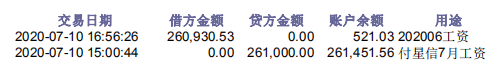 交易日期 借方金额 贷方金额 账户余额 用途
2020-07-10 16:56:26 260,930.53 0.00 521.03 202006工资
2020-07-10 15:00:44 0.00 261,000.00 261,451.56 付星信7月工资